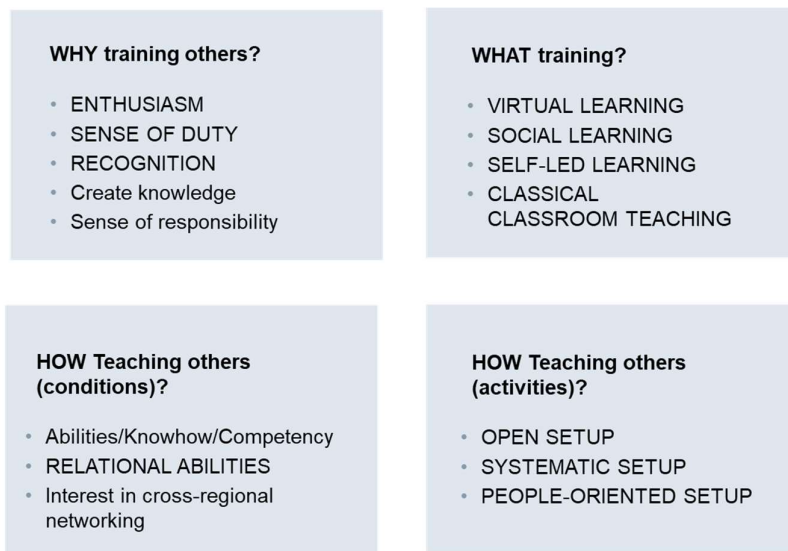 WHY training others?
• ENTHUSIASM
• SENSE OF DUTY
• RECOGNITION
• Create knowledge
• Sense of responsibility
WHAT training?
• VIRTUAL LEARNING
• SOCIAL LEARNING
• SELF-LED LEARNING
• CLASSICAL
CLASSROOM TEACHING
HOW Teaching others
(conditions)?
• Abilities/Knowhow/Competency
• RELATIONAL ABILITIES
• Interest in cross-regional
networking
HOW Teaching others
(activities)?
• OPEN SETUP
• SYSTEMATIC SETUP
• PEOPLE-ORIENTED SETUP